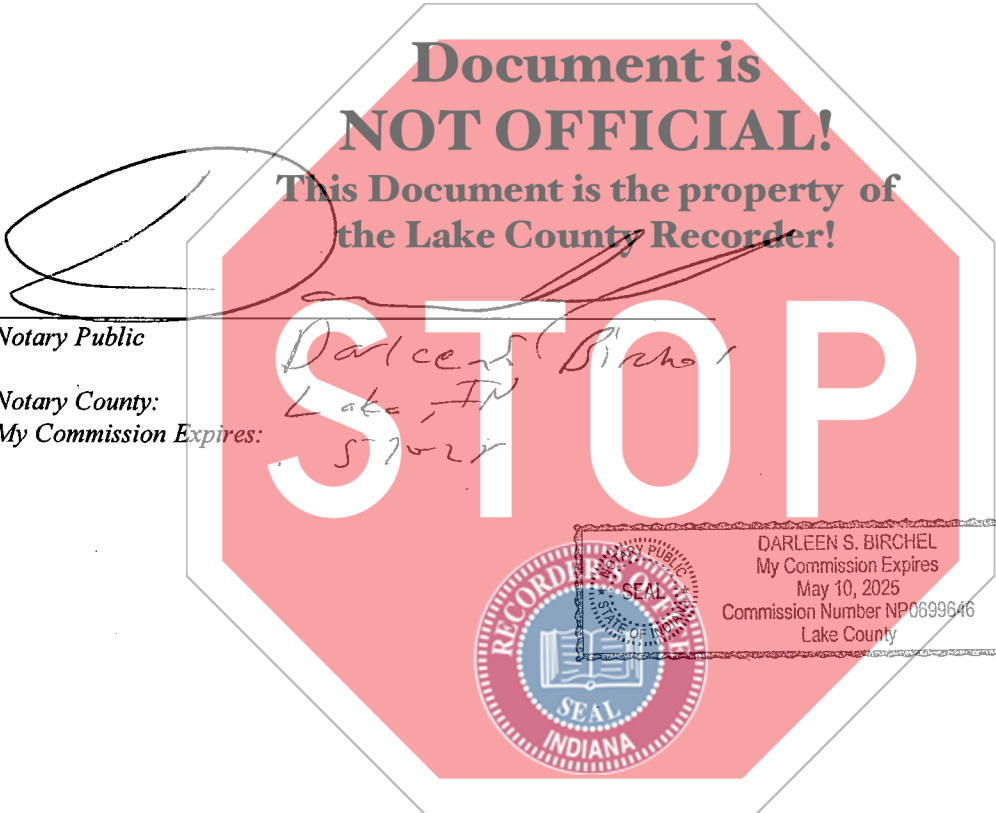 Document is
NOT OFFICIAL!
This Document is the property of
the Lake County Recorder!
STOP
Notary Public
Darleen S Birchel
Notary County:
Lake, IN
My Commission Expires:
DARLEEN S. BIRCHEL
My Commission Expires
May 10, 2025
Commission Number NP0699646
Lake County
NOTARY PUBLIC
SEAL
STATE OF INDIANA
RECORDER'S OFFICE
SEAL
INDIANA